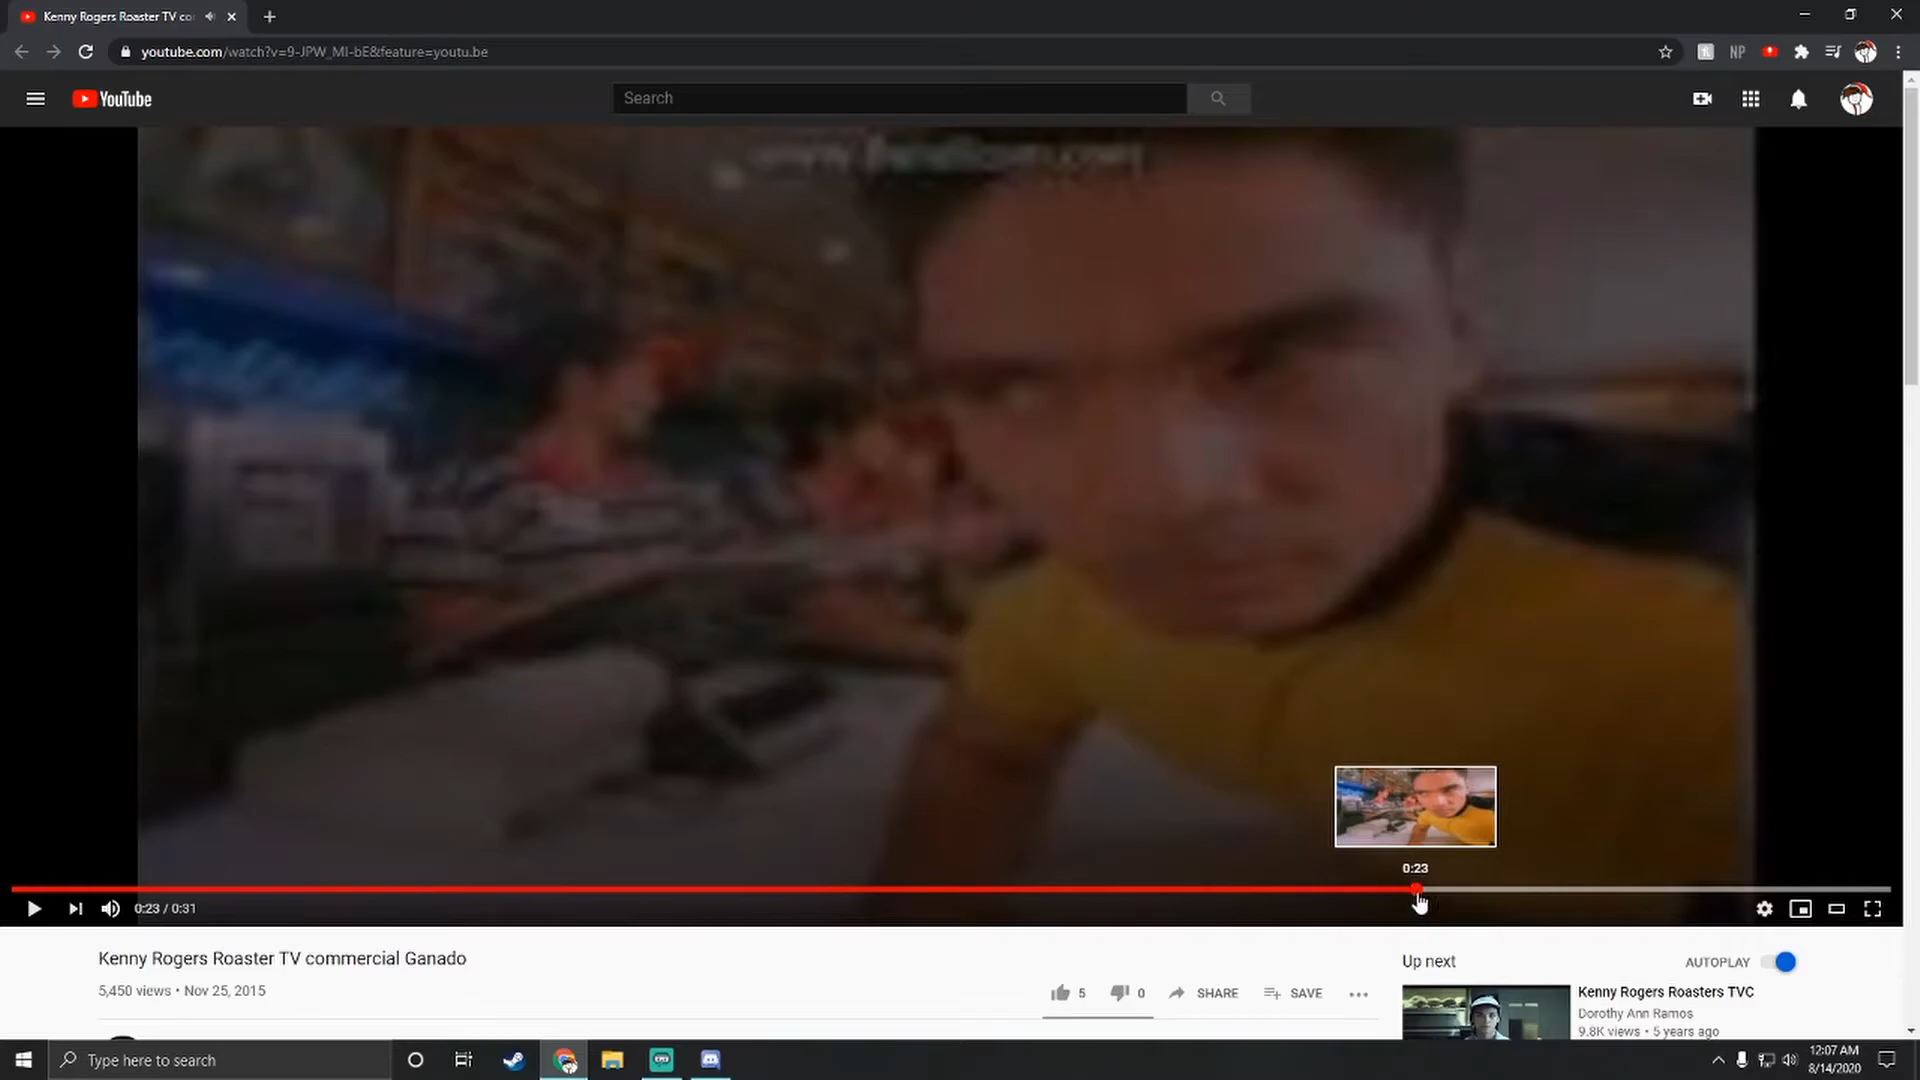 Kenny Rogers Roaster TV co
youtube.com/watch?v=9-JPW_MI-bE&feature=youtu.be
NP
YouTube
Search
0:23
0:23 / 0:31
Kenny Rogers Roaster TV commercial Ganado
5,450 views • Nov 25, 2015
5
0
SHARE
SAVE
Up next
AUTOPLAY
Kenny Rogers Roasters TVC
Dorothy Ann Ramos
9.8K views • 5 years ago
Type here to search
12:07 AM
8/14/2020